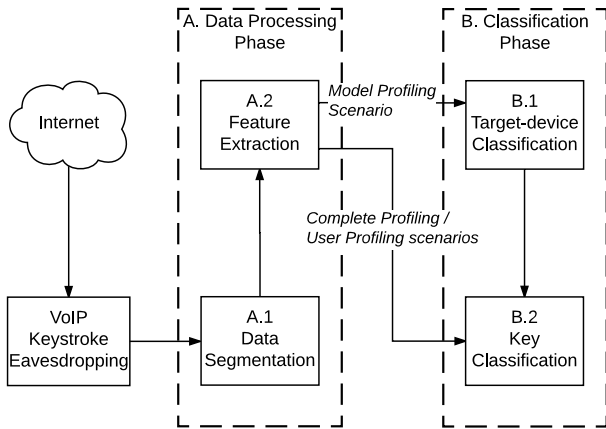 A. Data Processing
Phase
B. Classification
Phase
Internet
A.2
Feature
Extraction
Model Profiling
Scenario
B.1
Target-device
Classification
Complete Profiling /
User Profiling scenarios
VoIP
Keystroke
Eavesdropping
A.1
Data
Segmentation
B.2
Key
Classification